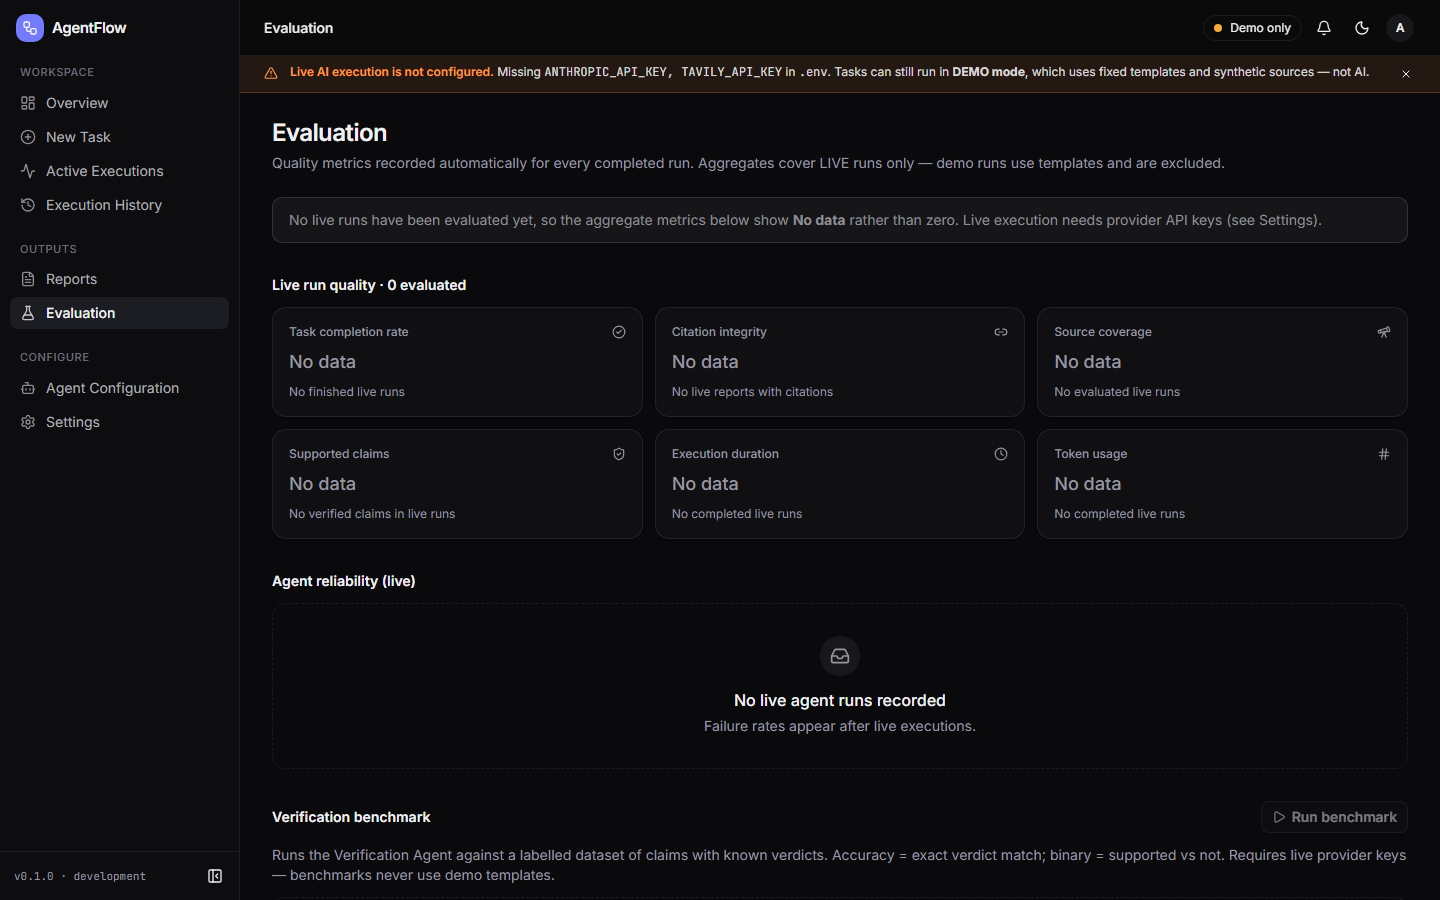 AgentFlow
WORKSPACE
Overview
New Task
Active Executions
Execution History
OUTPUTS
Reports
Evaluation
CONFIGURE
Agent Configuration
Settings
v0.1.0 · development
Evaluation
Demo only
A
Live AI execution is not configured. Missing ANTHROPIC_API_KEY, TAVILY_API_KEY in .env. Tasks can still run in DEMO mode, which uses fixed templates and synthetic sources — not AI.
Evaluation
Quality metrics recorded automatically for every completed run. Aggregates cover LIVE runs only — demo runs use templates and are excluded.
No live runs have been evaluated yet, so the aggregate metrics below show No data rather than zero. Live execution needs provider API keys (see Settings).
Live run quality · 0 evaluated
Task completion rate
No data
No finished live runs
Citation integrity
No data
No live reports with citations
Source coverage
No data
No evaluated live runs
Supported claims
No data
No verified claims in live runs
Execution duration
No data
No completed live runs
Token usage
No data
No completed live runs
Agent reliability (live)
No live agent runs recorded
Failure rates appear after live executions.
Verification benchmark
Run benchmark
Runs the Verification Agent against a labelled dataset of claims with known verdicts. Accuracy = exact verdict match; binary = supported vs not. Requires live provider keys
— benchmarks never use demo templates.